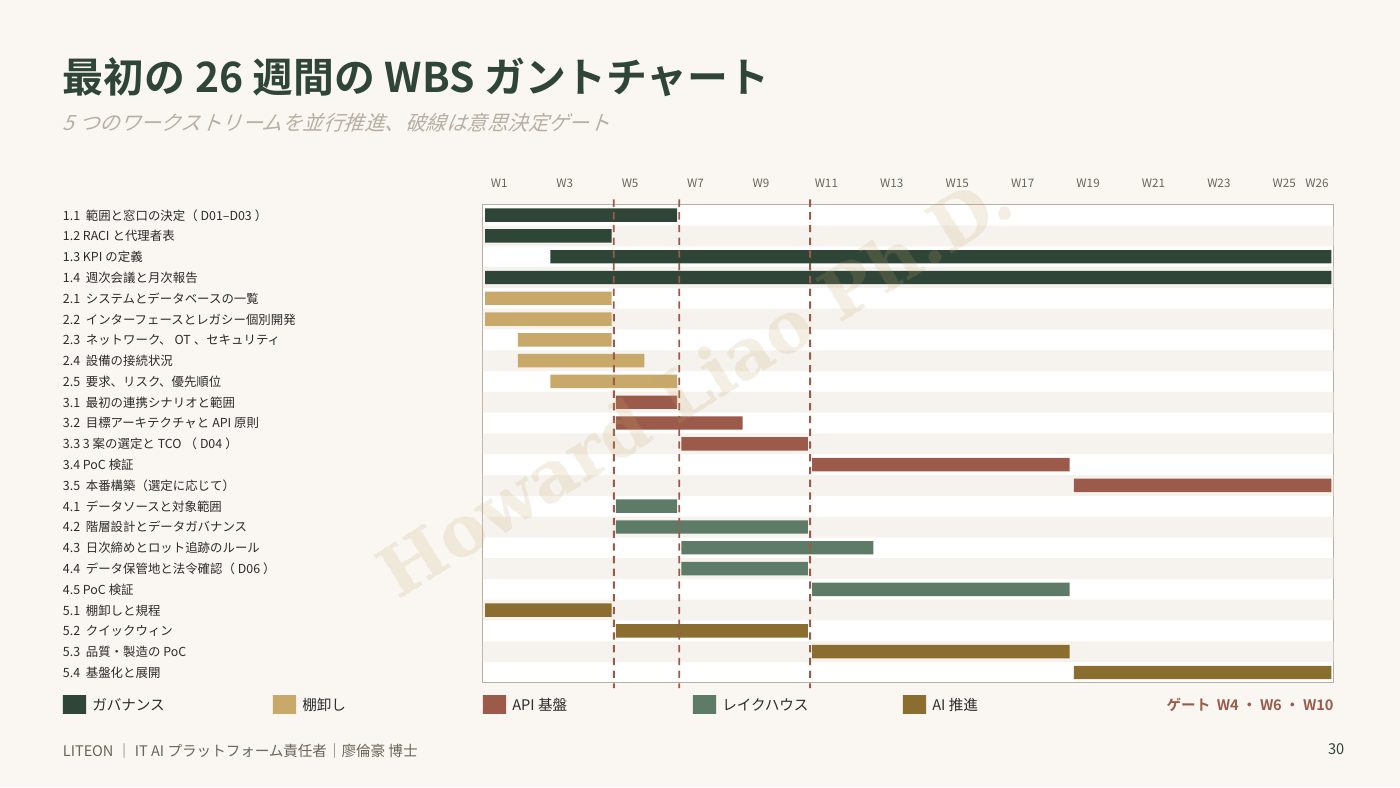 最初の 26 週間の WBS ガントチャート
5 つのワークストリームを並行推進、破線は意思決定ゲート
W1 W3 W5 W7 W9 W11 W13 W15 W17 W19 W21 W23 W25 W26
1.1 範囲と窓口の決定（ D01–D03 ）
1.2 RACI と代理者表
1.3 KPI の定義
1.4 週次会議と月次報告
2.1 システムとデータベースの一覧
2.2 インターフェースとレガシー個別開発
2.3 ネットワーク、 OT 、セキュリティ
2.4 設備の接続状況
2.5 要求、リスク、優先順位
3.1 最初の連携シナリオと範囲
3.2 目標アーキテクチャと API 原則
3.3 3 案の選定と TCO （ D04 ）
3.4 PoC 検証
3.5 本番構築（選定に応じて）
4.1 データソースと対象範囲
4.2 階層設計とデータガバナンス
4.3 日次締めとロット追跡のルール
4.4 データ保管地と法令確認（ D06 ）
4.5 PoC 検証
5.1 棚卸しと規程
5.2 クイックウィン
5.3 品質・製造の PoC
5.4 基盤化と展開
Howard Liao Ph.D.
ガバナンス 棚卸し API 基盤 レイクハウス AI 推進 ゲート W4 ・ W6 ・ W10
LITEON ｜ IT AI プラットフォーム責任者｜廖倫豪 博士 30